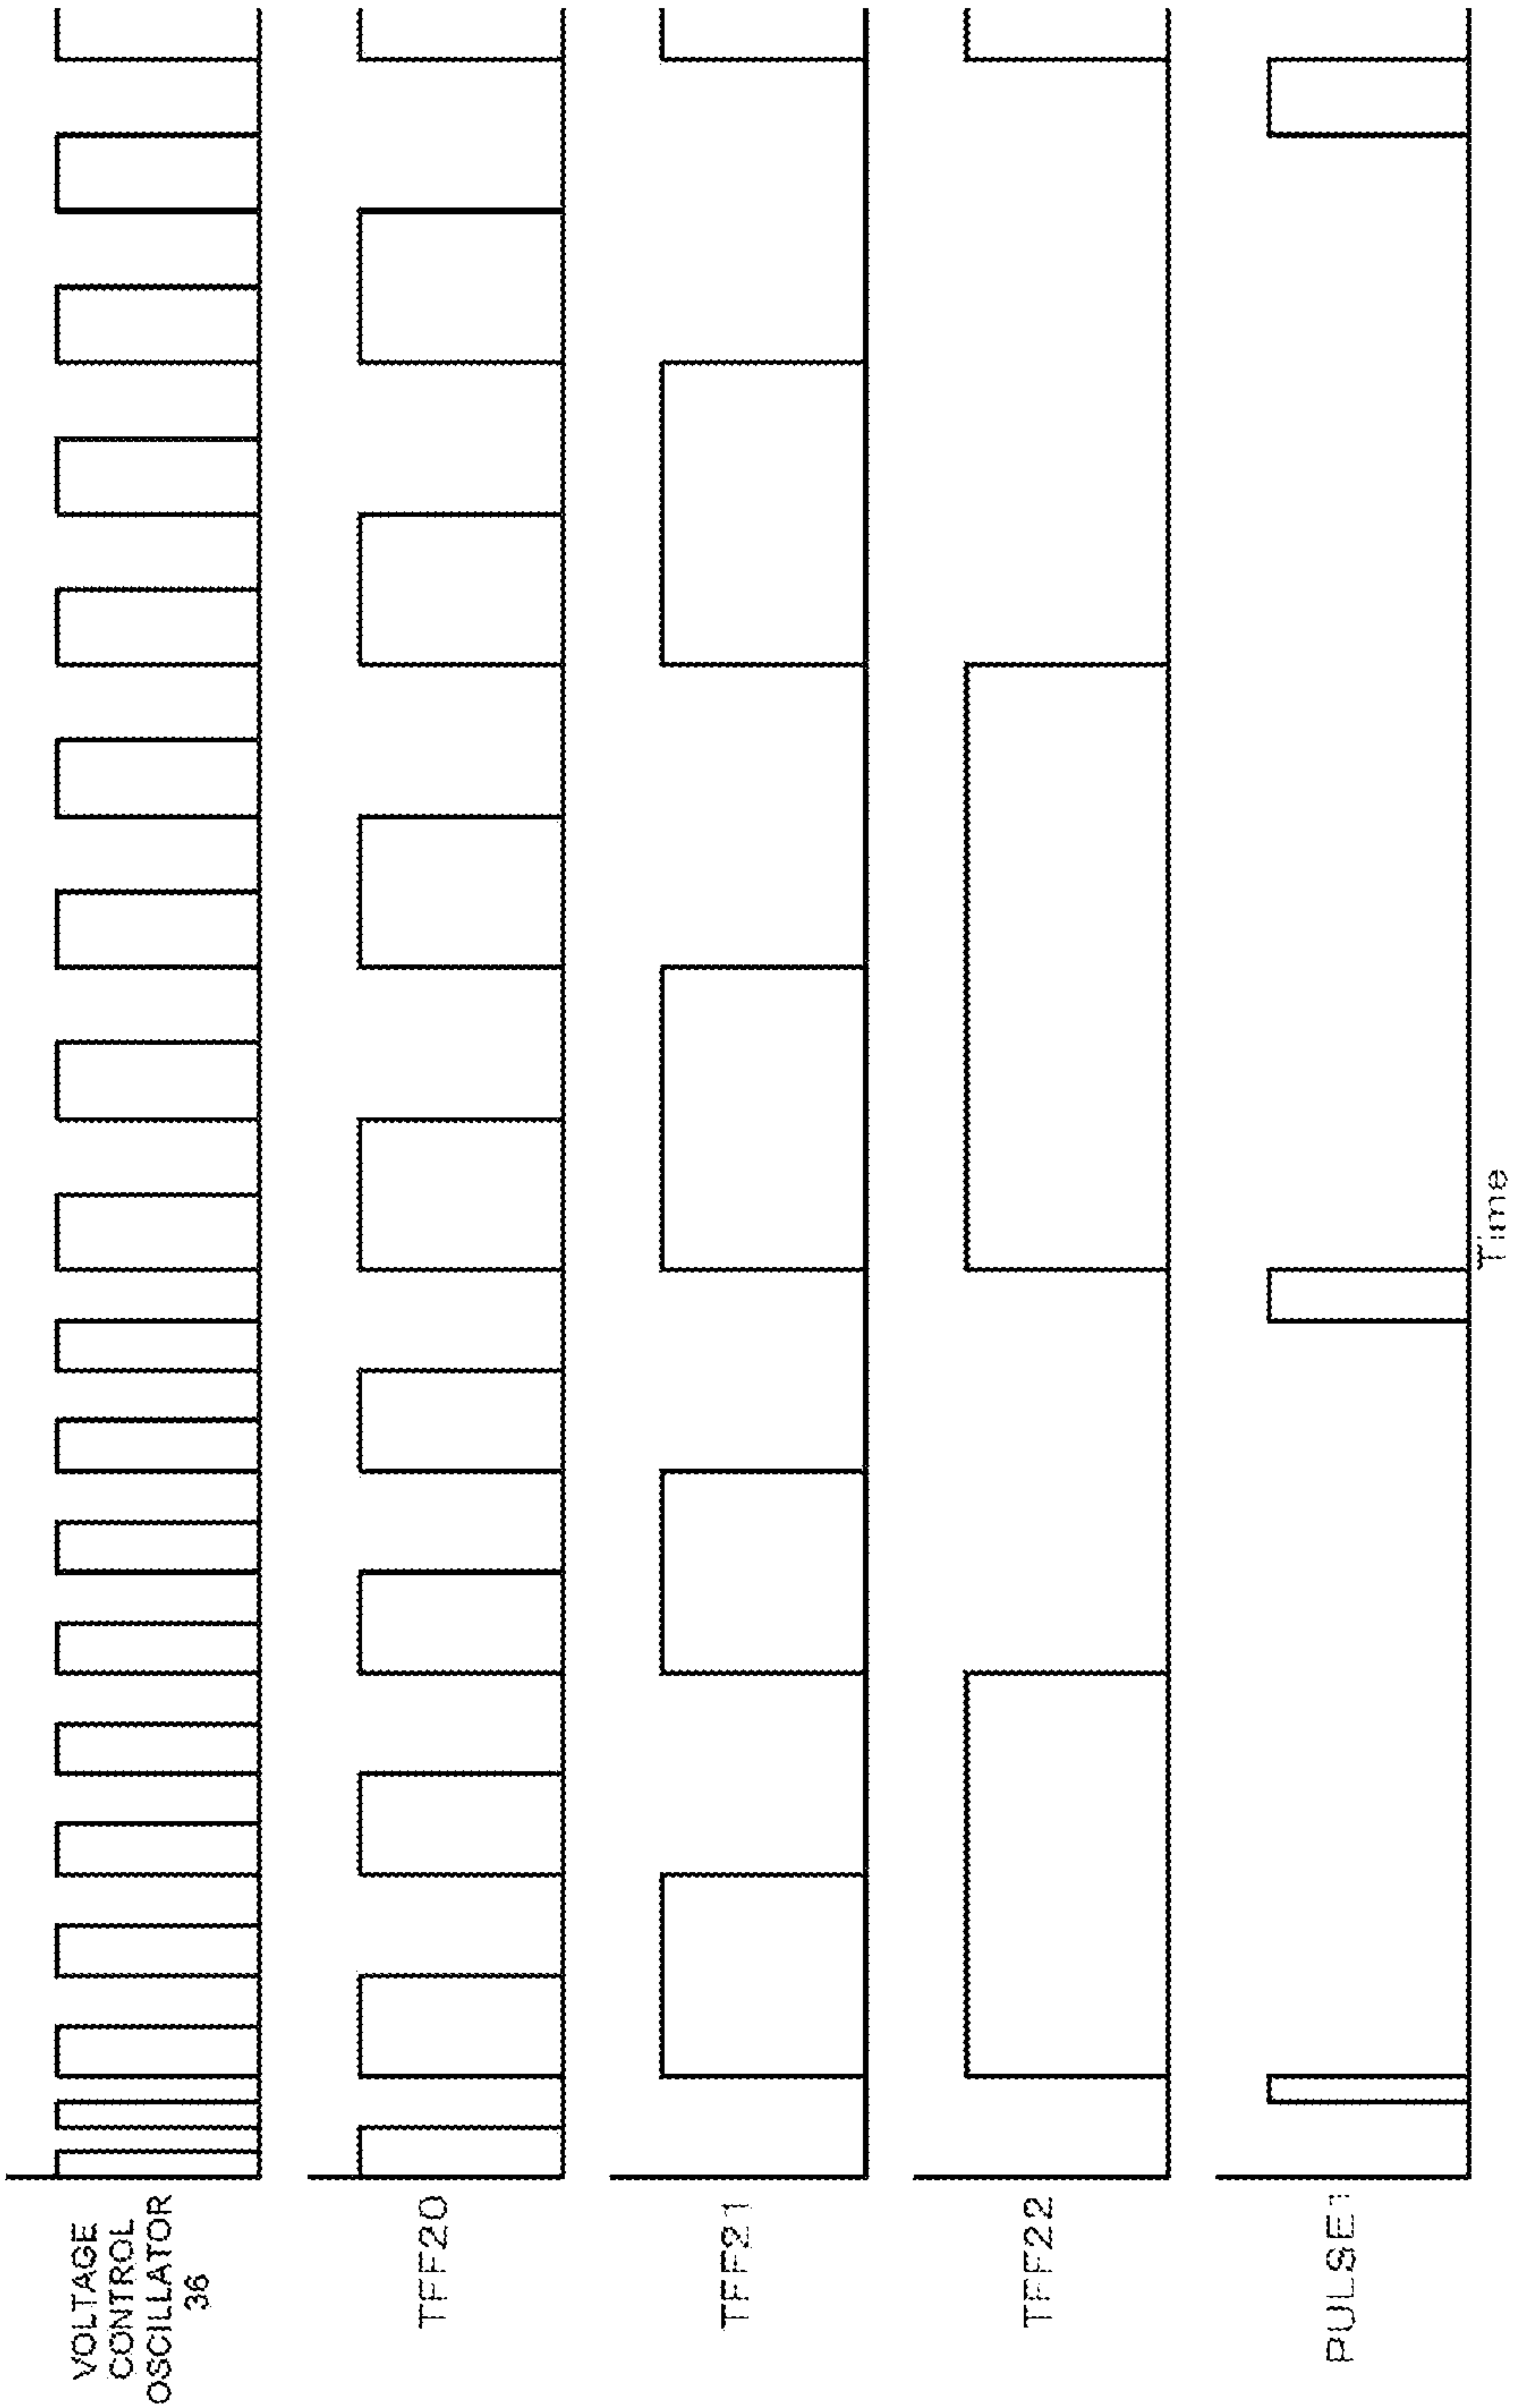 VOLTAGE
CONTROL
OSCILLATOR
36
TFF20
TFF21
TFF22
PULSE1
Time